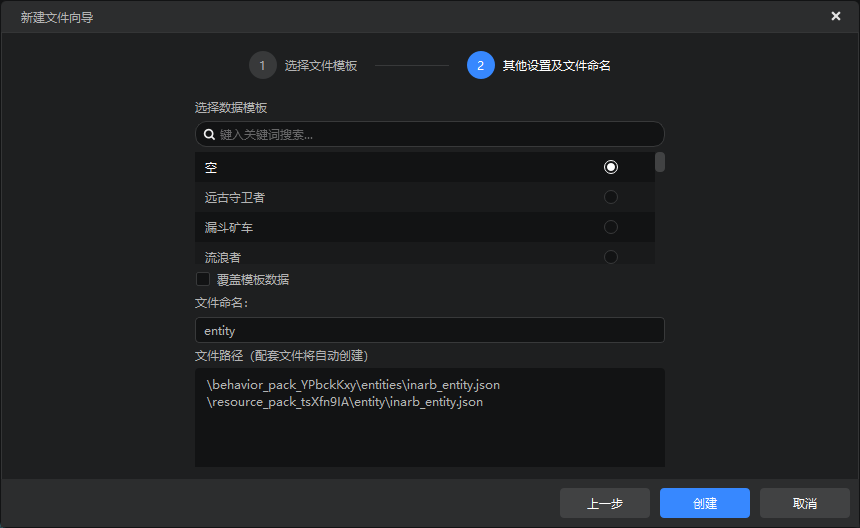 新建文件向导
1 选择文件模板 2 其他设置及文件命名
选择数据模板
键入关键词搜索...
空
远古守卫者
漏斗矿车
流浪者
覆盖模板数据
文件命名：
entity
文件路径（配套文件将自动创建）
\behavior_pack_YPbckKxy\entities\inarb_entity.json
\resource_pack_tsXfn9IA\entity\inarb_entity.json
上一步 创建 取消